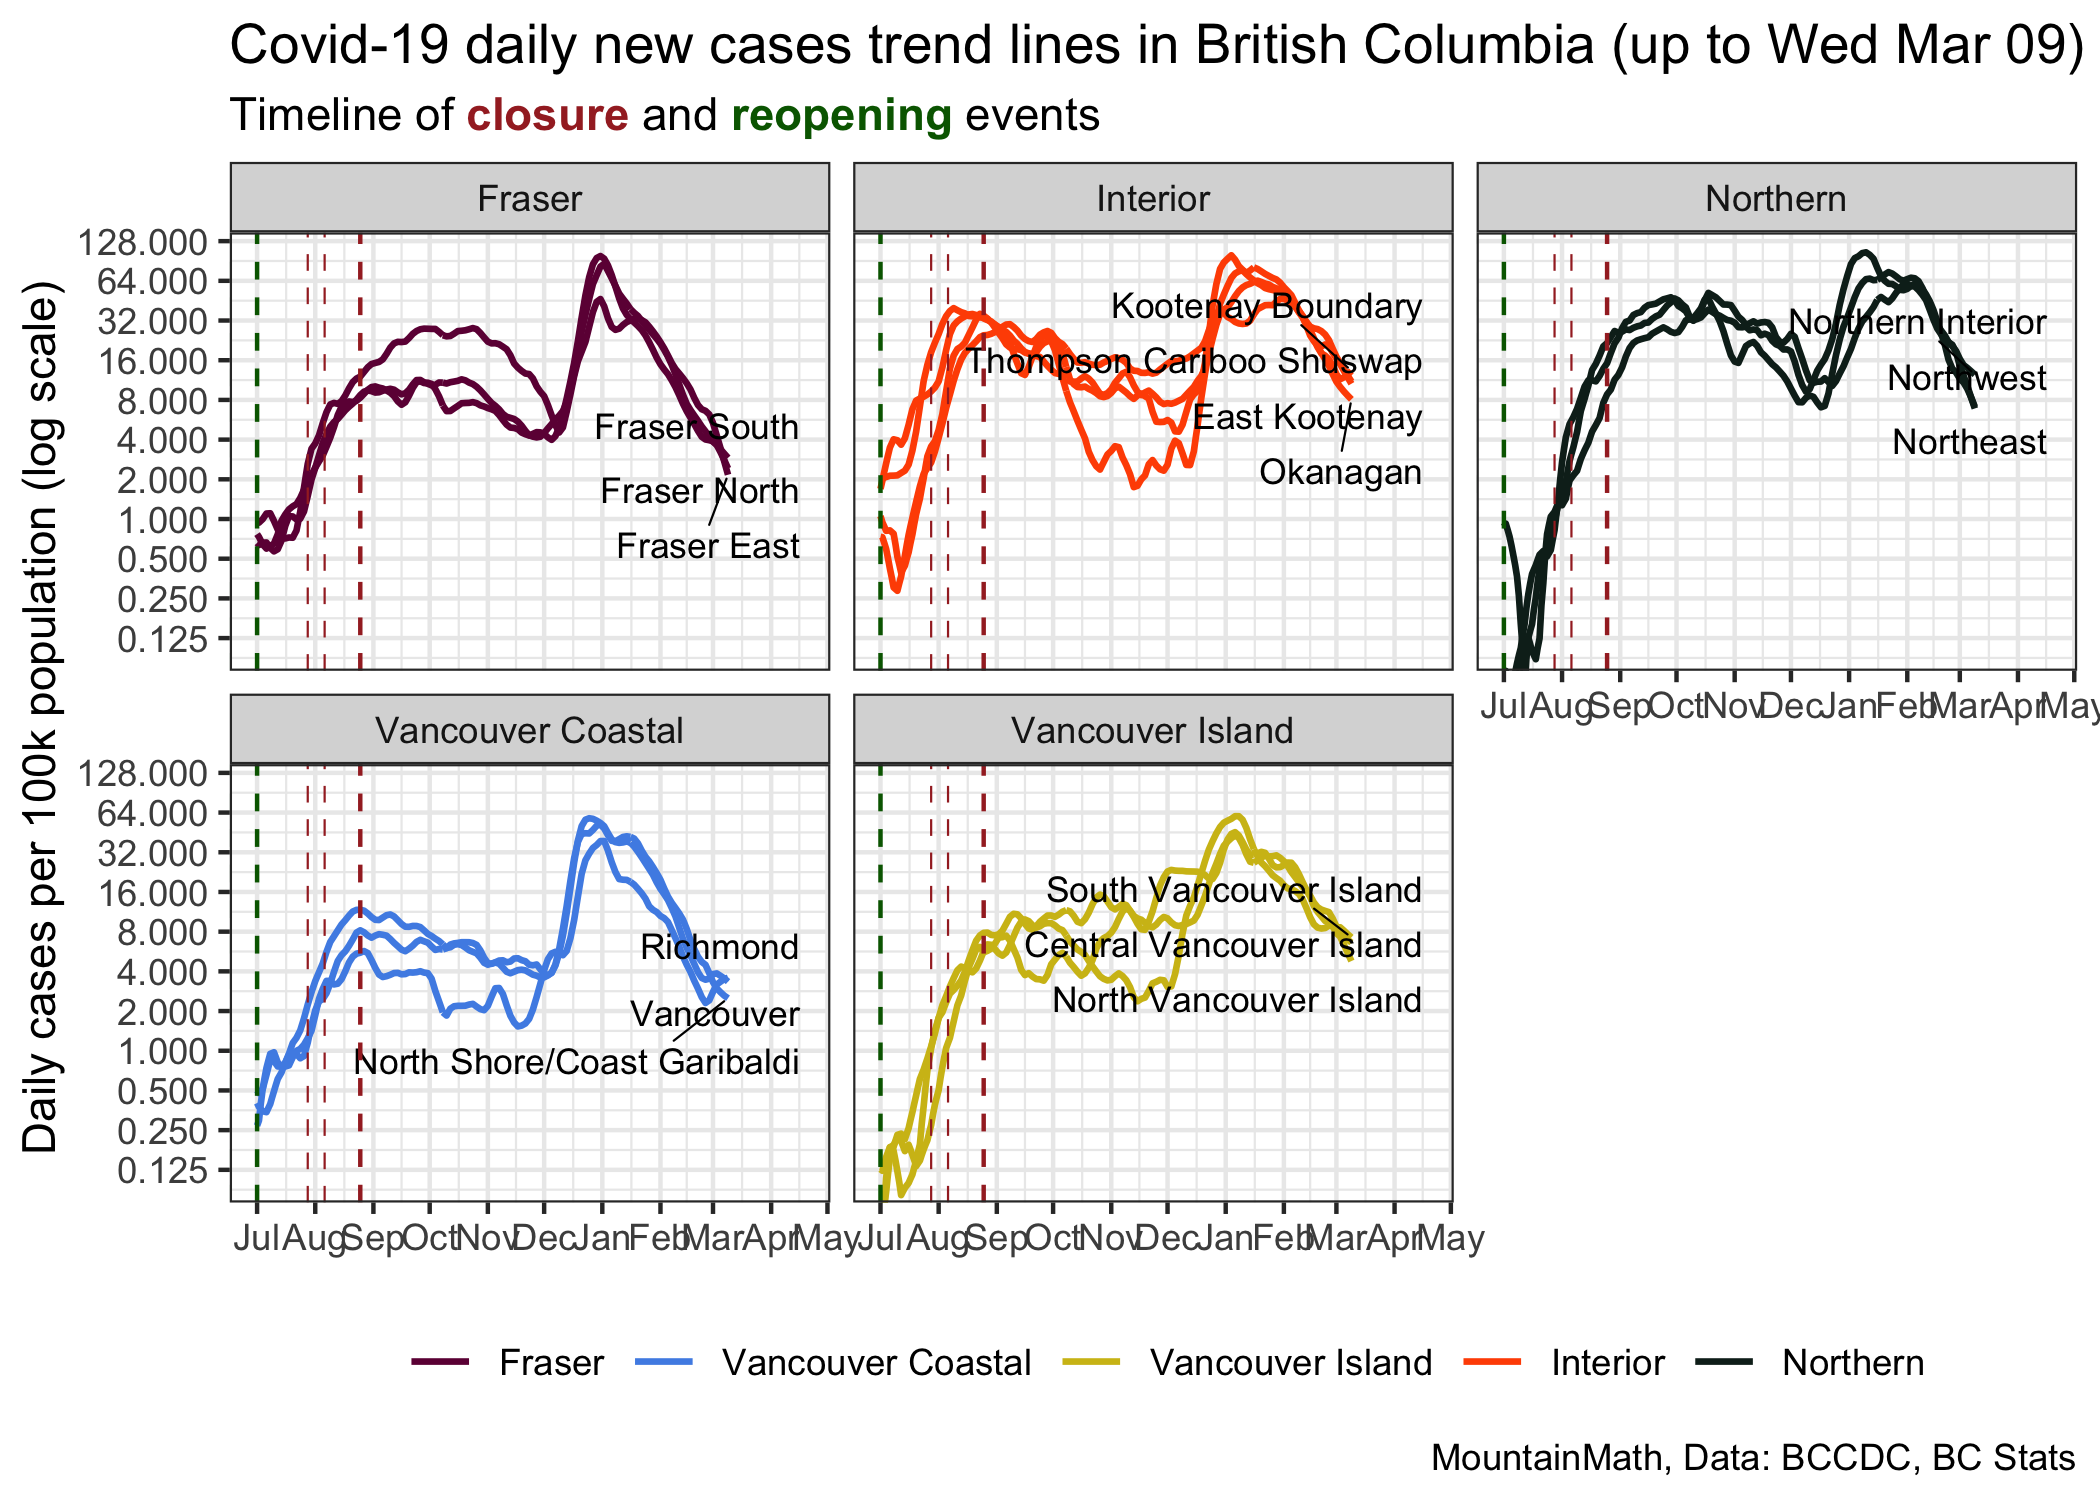 Covid-19 daily new cases trend lines in British Columbia (up to Wed Mar 09)
Timeline of closure and reopening events
Daily cases per 100k population (log scale)
Fraser
Interior
Northern
128.000
64.000
32.000
16.000
8.000
4.000
2.000
1.000
0.500
0.250
0.125
Fraser South
Fraser North
Fraser East
Kootenay Boundary
Thompson Cariboo Shuswap
East Kootenay
Okanagan
Northern Interior
Northwest
Northeast
Jul Aug Sep Oct Nov Dec Jan Feb Mar Apr May
Vancouver Coastal
Vancouver Island
128.000
64.000
32.000
16.000
8.000
4.000
2.000
1.000
0.500
0.250
0.125
Richmond
Vancouver
North Shore/Coast Garibaldi
South Vancouver Island
Central Vancouver Island
North Vancouver Island
Jul Aug Sep Oct Nov Dec Jan Feb Mar Apr May
Jul Aug Sep Oct Nov Dec Jan Feb Mar Apr May
Fraser Vancouver Coastal Vancouver Island Interior Northern
MountainMath, Data: BCCDC, BC Stats